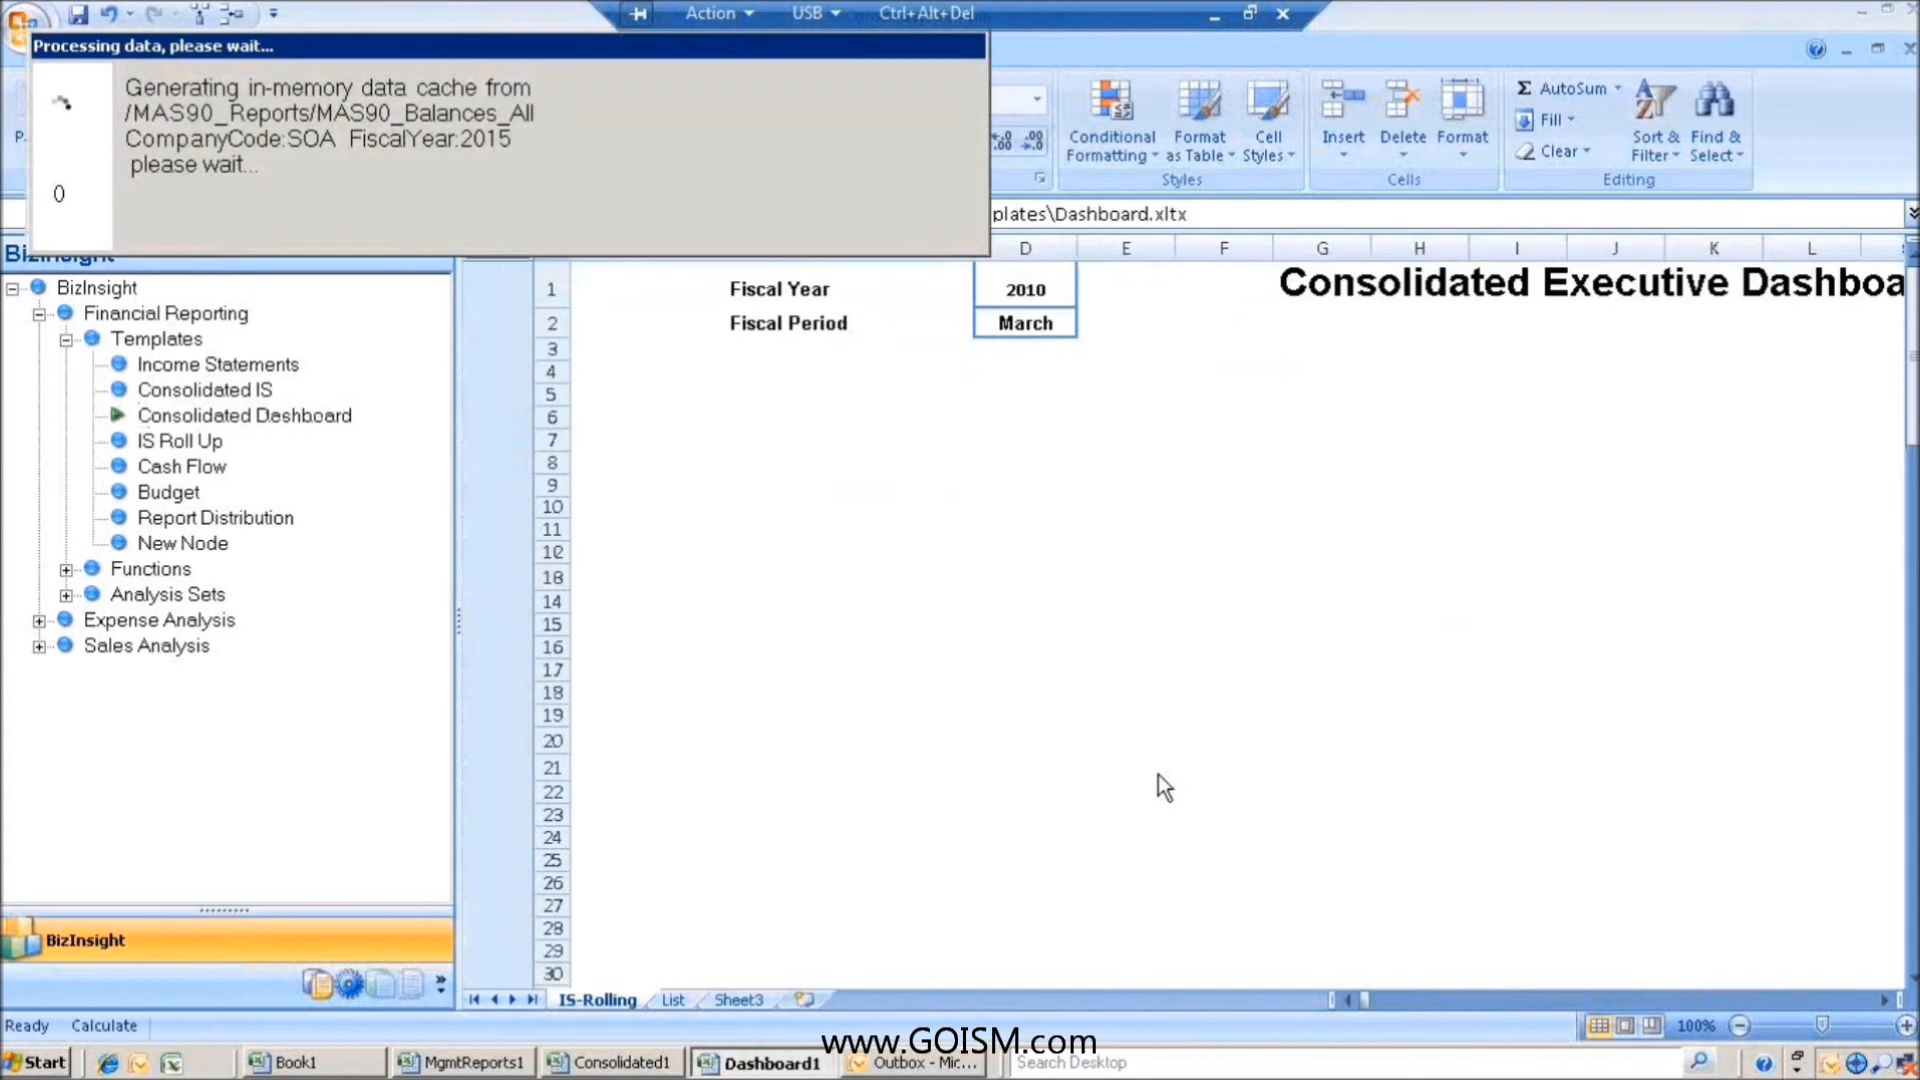 Action USB Ctrl+Alt+Del
Processing data, please wait...
Generating in-memory data cache from
/MAS90_Reports/MAS90_Balances_All
CompanyCode:SOA FiscalYear:2015
please wait...
0
Conditional Formatting
Format as Table
Cell Styles
Insert
Delete
Format
AutoSum
Fill
Clear
Sort & Filter
Find & Select
Styles
Cells
Editing
plates\Dashboard.xltx
BizInsight
BizInsight
Financial Reporting
Templates
Income Statements
Consolidated IS
Consolidated Dashboard
IS Roll Up
Cash Flow
Budget
Report Distribution
New Node
Functions
Analysis Sets
Expense Analysis
Sales Analysis
BizInsight
D E F G H I J K L
1 Fiscal Year 2010 Consolidated Executive Dashboa
2 Fiscal Period March
3
4
5
6
7
8
9
10
11
14
15
16
17
19
20
21
22
23
24
25
26
27
28
29
30
IS-Rolling List Sheet3
Ready Calculate
100%
www.GOISM.com
Start Book1 MgmtReports1 Consolidated1 Dashboard1 Outbox - Mic... Search Desktop